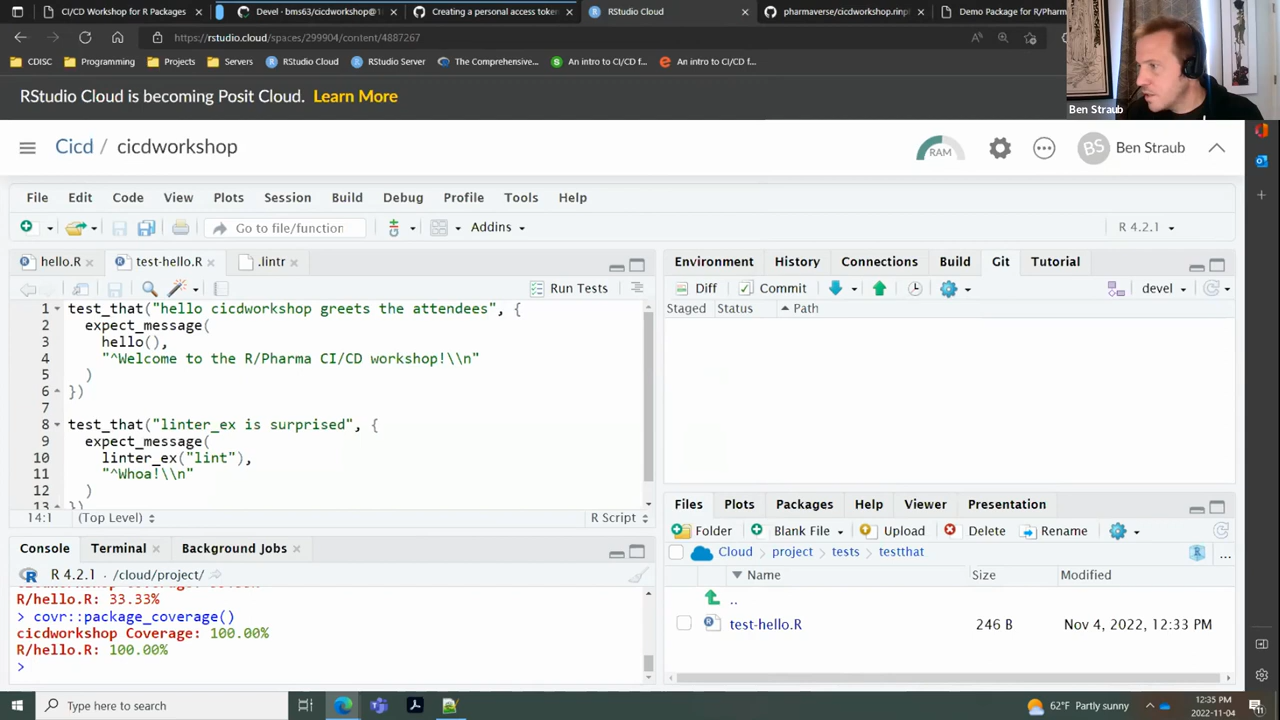 CI/CD Workshop for R Packages
Devel · bms63/cicdworkshop@1
Creating a personal access token
RStudio Cloud
pharmaverse/cicdworkshop.rinp
Demo Package for R/Pharm
https://rstudio.cloud/spaces/299904/content/4887267
CDISC
Programming
Projects
Servers
RStudio Cloud
RStudio Server
The Comprehensive...
An intro to CI/CD f...
An intro to CI/CD f...
RStudio Cloud is becoming Posit Cloud. Learn More
Ben Straub
Cicd / cicdworkshop
RAM
BS
Ben Straub
File Edit Code View Plots Session Build Debug Profile Tools Help
Go to file/function
Addins
R 4.2.1
hello.R
test-hello.R
.lintr
Run Tests
1 test_that("hello cicdworkshop greets the attendees", {
2 expect_message(
3 hello(),
4 "^Welcome to the R/Pharma CI/CD workshop!\\n"
5 )
6 })
7
8 test_that("linter_ex is surprised", {
9 expect_message(
10 linter_ex("lint"),
11 "^Whoa!\\n"
12 )
13 })
14:1 (Top Level)
R Script
Console Terminal Background Jobs
R 4.2.1 · /cloud/project/
R/hello.R: 33.33%
> covr::package_coverage()
cicdworkshop Coverage: 100.00%
R/hello.R: 100.00%
>
Environment History Connections Build Git Tutorial
Diff Commit
devel
Staged Status Path
Files Plots Packages Help Viewer Presentation
Folder Blank File Upload Delete Rename
Cloud project tests testthat
R
...
Name Size Modified
..
test-hello.R 246 B Nov 4, 2022, 12:33 PM
Type here to search
62°F Partly sunny
12:35 PM
2022-11-04
11